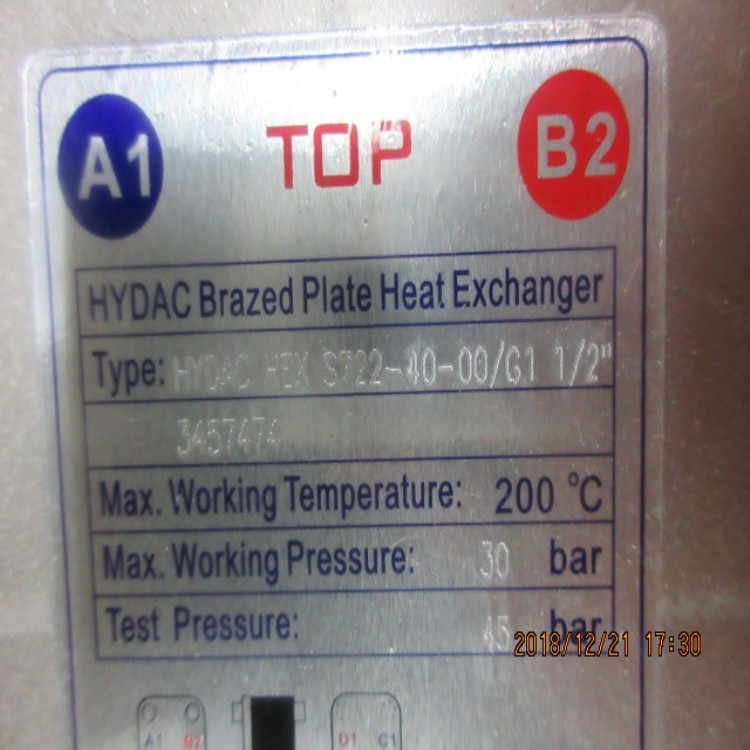 A1 TOP B2
HYDAC Brazed Plate Heat Exchanger
Type: HYDAC HEX S722-40-00/G1 1/2"
3457474
Max. Working Temperature: 200 °C
Max. Working Pressure: 30 bar
Test Pressure: 45 bar
2018/12/21 17:30
A1 B2 D1 C1